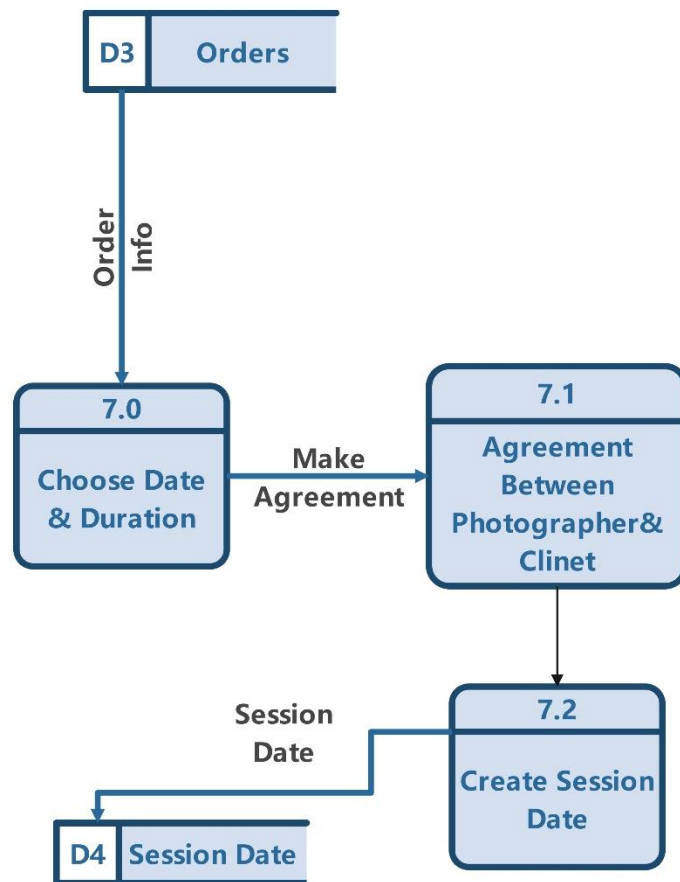 D3 Orders
Order
Info
7.0
Choose Date
& Duration
Make
Agreement
7.1
Agreement
Between
Photographer&
Clinet
7.2
Create Session
Date
Session
Date
D4 Session Date